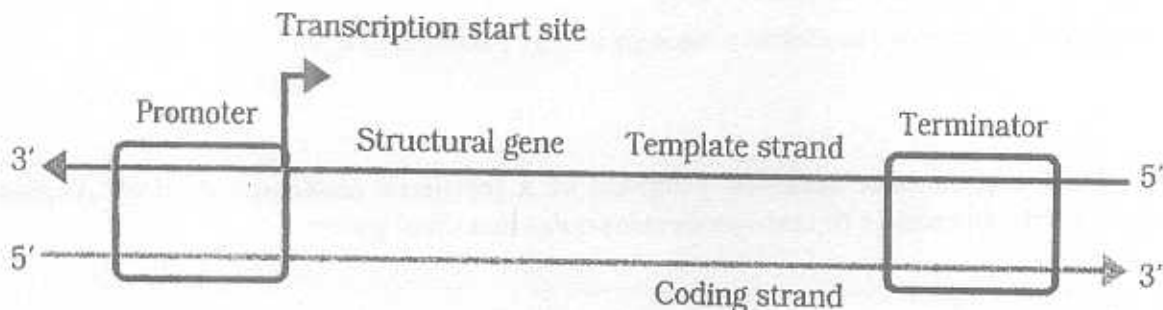 Transcription start site
Promoter
Structural gene
Template strand
Terminator
3′
5′
5′
3′
Coding strand